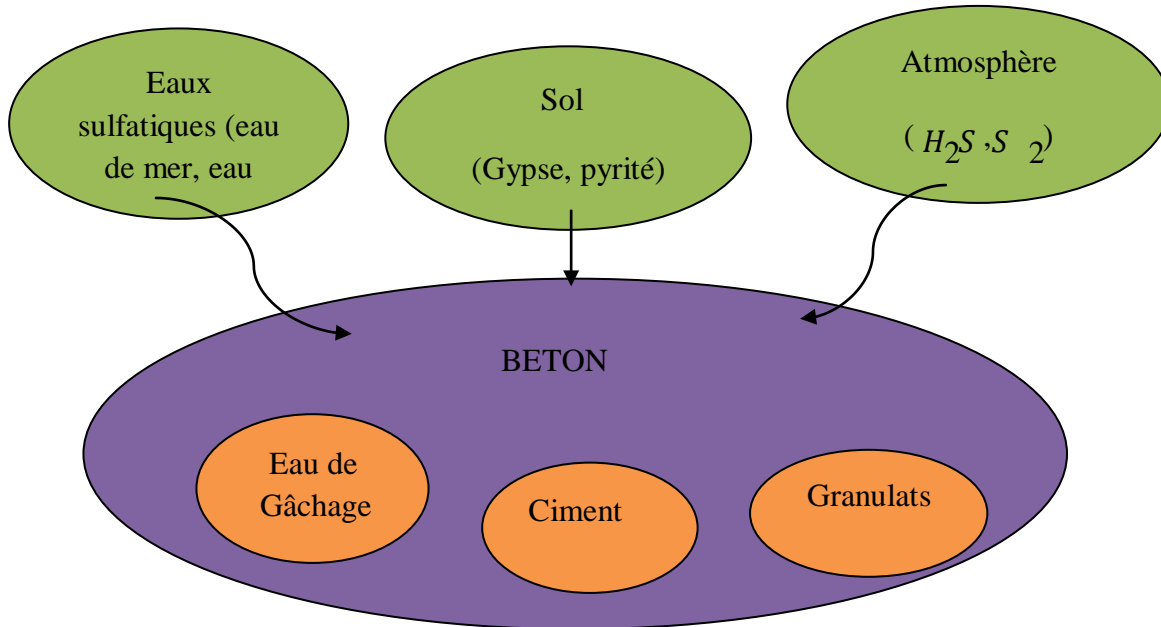 Eaux
sulfatiques (eau
de mer, eau
Sol
(Gypse, pyrité)
Atmosphère
( H₂S ,S ₂)
BETON
Eau de
Gâchage
Ciment
Granulats